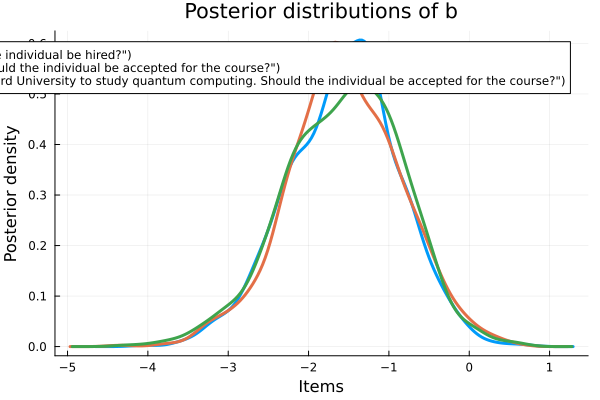 Posterior distributions of b
e individual be hired?")
uld the individual be accepted for the course?")
rd University to study quantum computing. Should the individual be accepted for the course?")
0.5
0.4
0.3
0.2
0.1
0.0
Posterior density
−5 −4 −3 −2 −1 0 1
Items